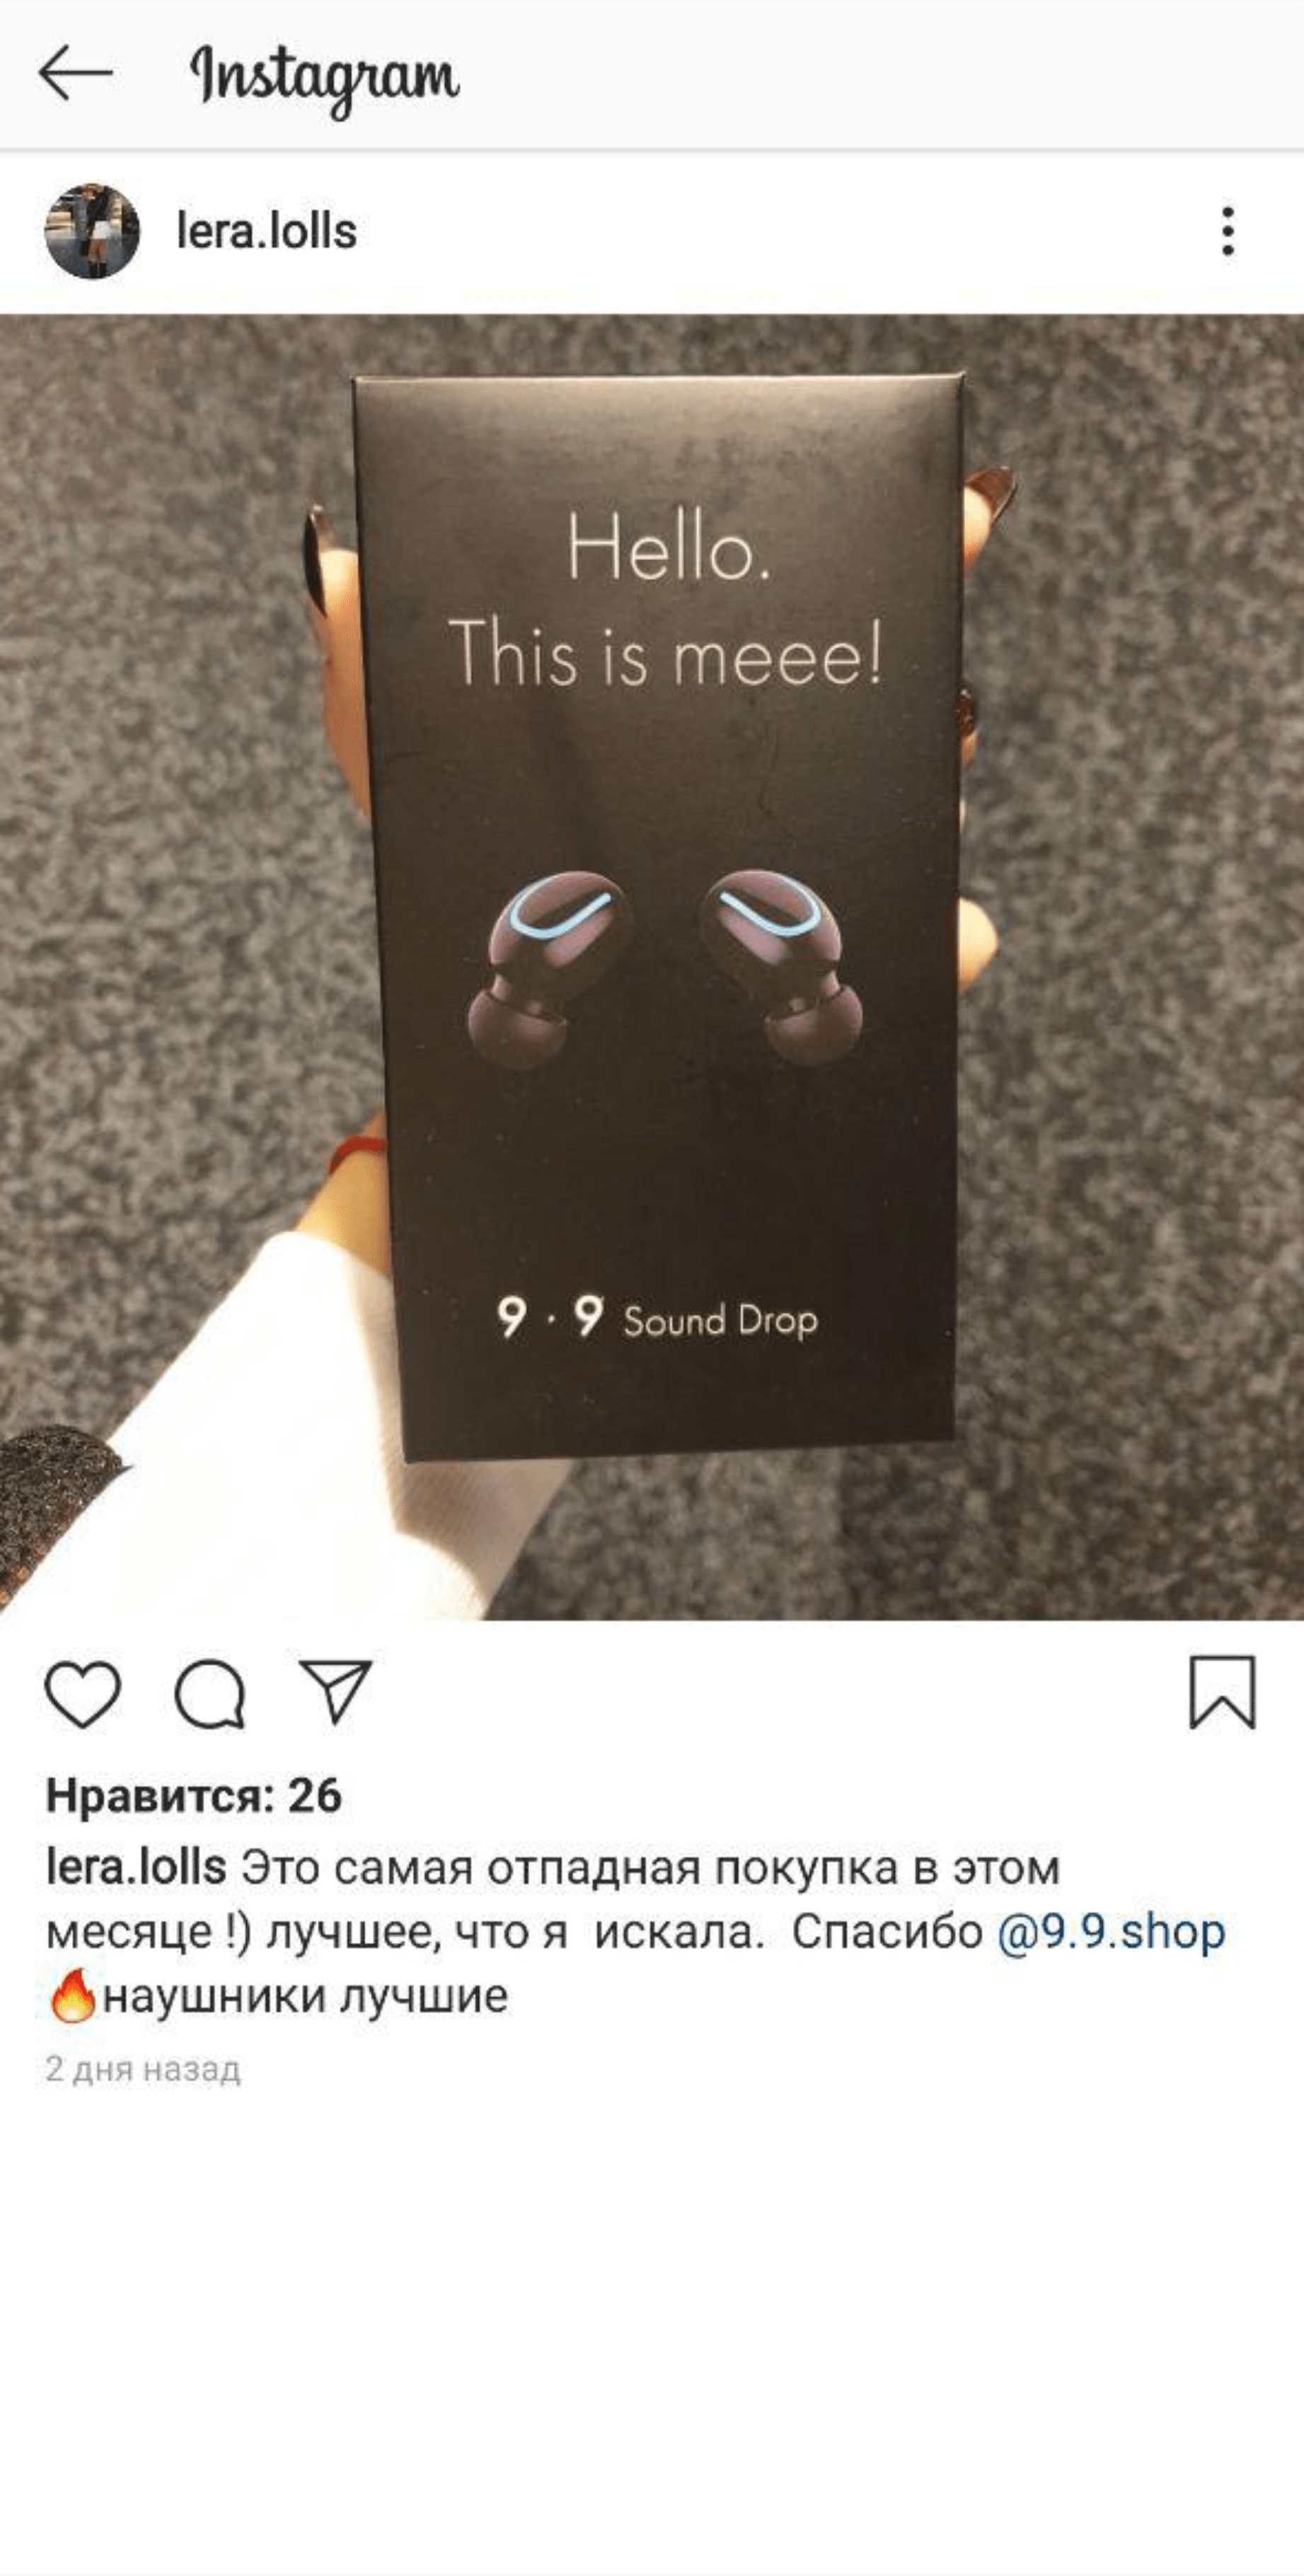 Instagram
lera.lolls
Hello.
This is meee!
9 · 9 Sound Drop
Нравится: 26
lera.lolls Это самая отпадная покупка в этом
месяце !) лучшее, что я искала. Спасибо @9.9.shop
🔥наушники лучшие
2 дня назад